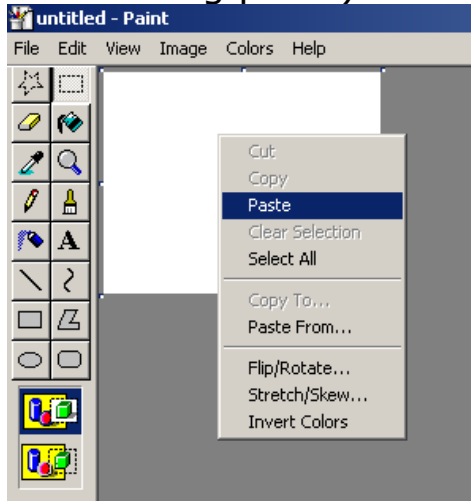 untitled - Paint
File Edit View Image Colors Help
A
Cut
Copy
Paste
Clear Selection
Select All
Copy To...
Paste From...
Flip/Rotate...
Stretch/Skew...
Invert Colors